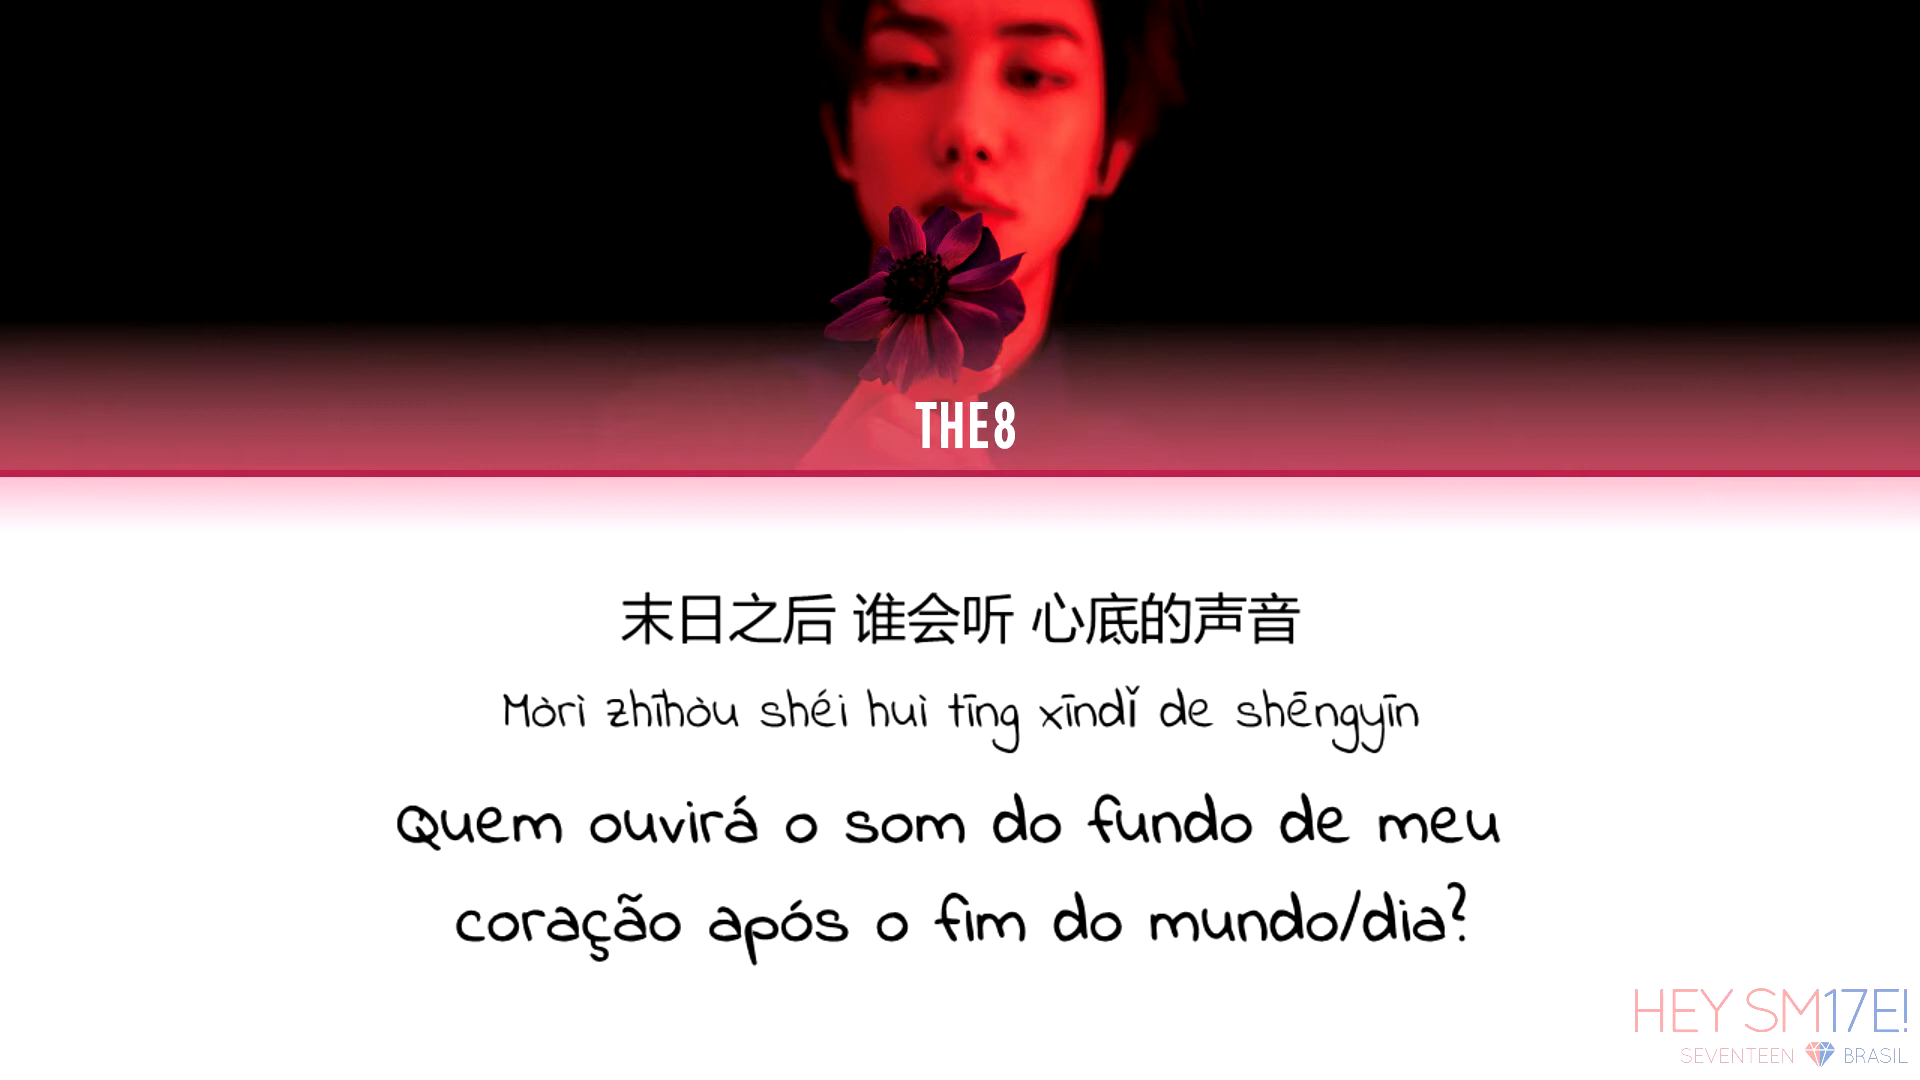 THE8
末日之后 谁会听 心底的声音
Mòrì zhīhòu shéi huì tīng xīndǐ de shēngyīn
Quem ouvirá o som do fundo de meu
coração após o fim do mundo/dia?
HEY SM17E!
SEVENTEEN BRASIL